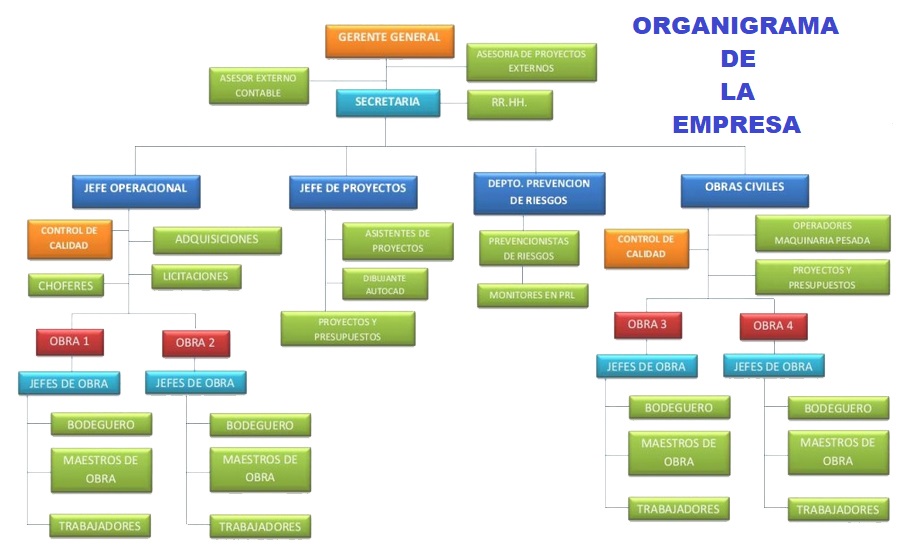 ORGANIGRAMA
DE
LA
EMPRESA
GERENTE GENERAL
ASESORIA DE PROYECTOS
EXTERNOS
ASESOR EXTERNO
CONTABLE
SECRETARIA
RR.HH.
JEFE OPERACIONAL
JEFE DE PROYECTOS
DEPTO. PREVENCION
DE RIESGOS
OBRAS CIVILES
CONTROL DE
CALIDAD
ADQUISICIONES
CHOFERES
LICITACIONES
ASISTENTES DE
PROYECTOS
DIBUJANTE
AUTOCAD
PROYECTOS Y
PRESUPUESTOS
PREVENCIONISTAS
DE RIESGOS
MONITORES EN PRL
CONTROL DE
CALIDAD
OPERADORES
MAQUINARIA PESADA
PROYECTOS Y
PRESUPUESTOS
OBRA 1
OBRA 2
OBRA 3
OBRA 4
JEFES DE OBRA
JEFES DE OBRA
JEFES DE OBRA
JEFES DE OBRA
BODEGUERO
BODEGUERO
BODEGUERO
BODEGUERO
MAESTROS DE
OBRA
MAESTROS DE
OBRA
MAESTROS DE
OBRA
MAESTROS DE
OBRA
TRABAJADORES
TRABAJADORES
TRABAJADORES
TRABAJADORES